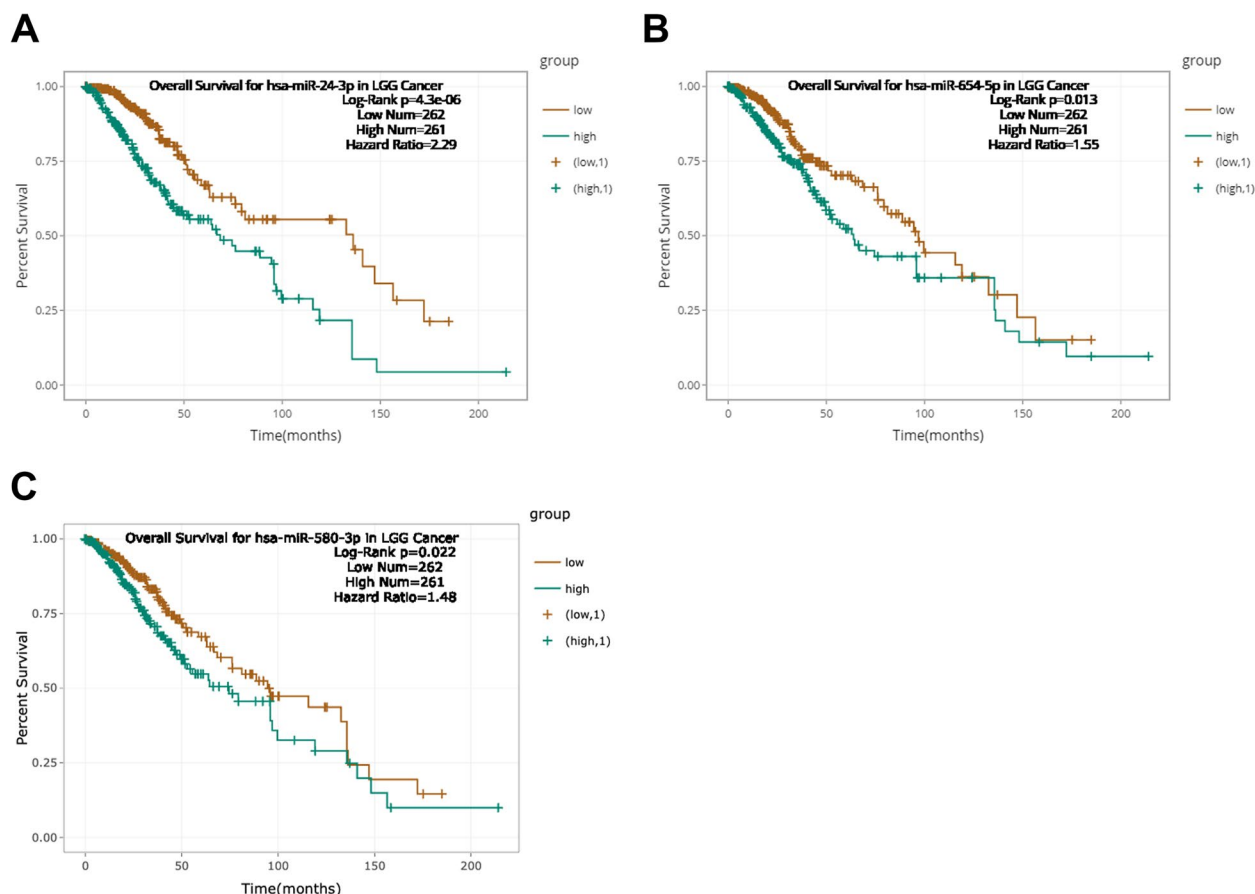 A
Overall Survival for hsa-miR-24-3p in LGG Cancer
Log-Rank p=4.3e-06
Low Num=262
High Num=261
Hazard Ratio=2.29
group
low
high
(low,1)
(high,1)
Percent Survival
1.00
0.75
0.50
0.25
0.00
0
50
100
150
200
Time(months)
B
Overall Survival for hsa-miR-654-5p in LGG Cancer
Log-Rank p=0.013
Low Num=262
High Num=261
Hazard Ratio=1.55
group
low
high
(low,1)
(high,1)
Percent Survival
1.00
0.75
0.50
0.25
0.00
0
50
100
150
200
Time(months)
C
Overall Survival for hsa-miR-580-3p in LGG Cancer
Log-Rank p=0.022
Low Num=262
High Num=261
Hazard Ratio=1.48
group
low
high
(low,1)
(high,1)
Percent Survival
1.00
0.75
0.50
0.25
0.00
0
50
100
150
200
Time(months)